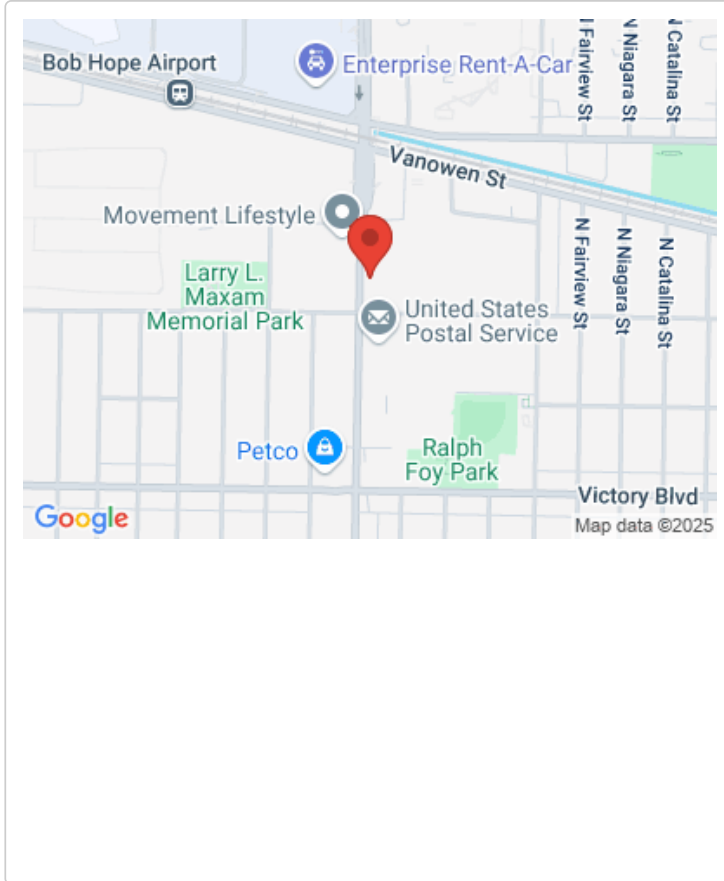 Bob Hope Airport
Enterprise Rent-A-Car
N Fairview St
N Niagara St
N Catalina St
Vanowen St
Movement Lifestyle
Larry L.
Maxam
Memorial Park
United States
Postal Service
N Fairview St
N Niagara St
N Catalina St
Petco
Ralph
Foy Park
Victory Blvd
Google
Map data ©2025